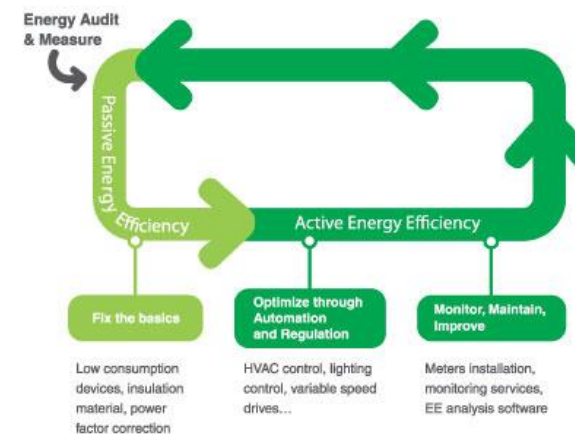 Energy Audit
& Measure
Passive Energy Efficiency
Active Energy Efficiency
Fix the basics
Low consumption
devices, insulation
material, power
factor correction
Optimize through
Automation
and Regulation
HVAC control, lighting
control, variable speed
drives...
Monitor, Maintain,
Improve
Meters installation,
monitoring services,
EE analysis software